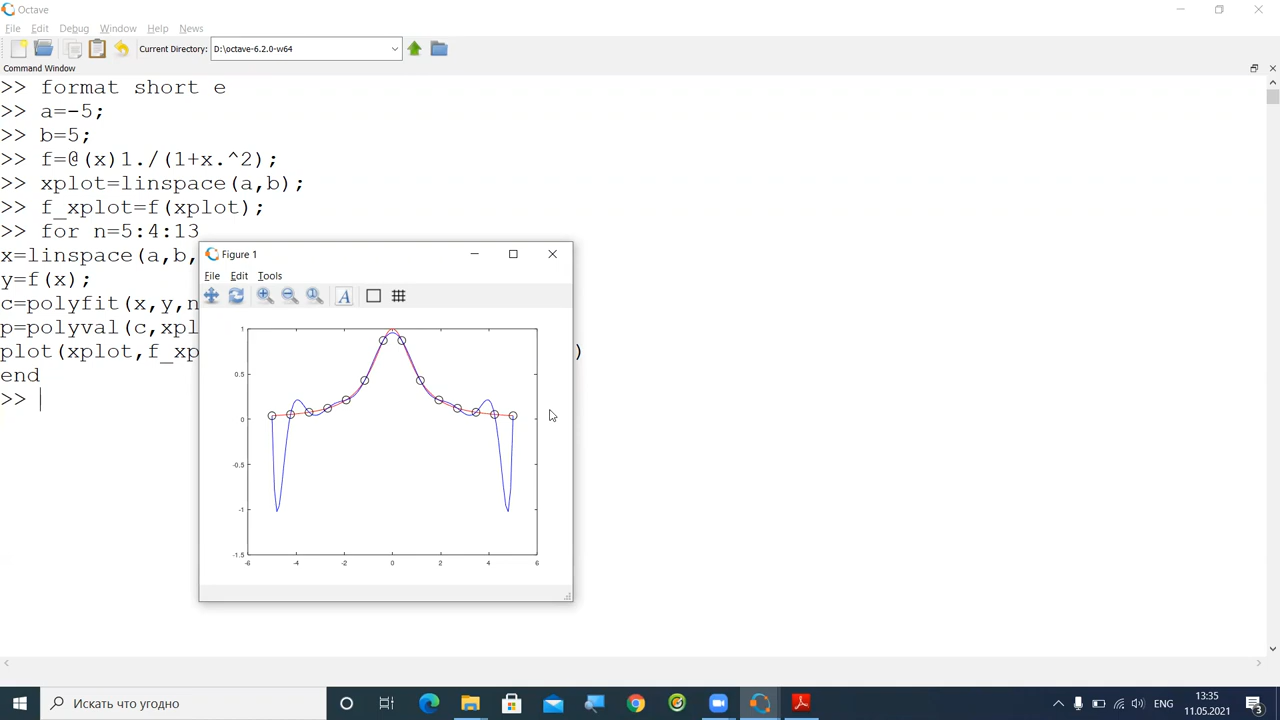 Octave
File Edit Debug Window Help News
Current Directory: D:\octave-6.2.0-w64
Command Window
>> format short e
>> a=-5;
>> b=5;
>> f=@(x)1./(1+x.^2);
>> xplot=linspace(a,b);
>> f_xplot=f(xplot);
>> for n=5:4:13
x=linspace(a,b,
y=f(x);
c=polyfit(x,y,n
p=polyval(c,xpl
plot(xplot,f_xp )
end
>>
Figure 1
File Edit Tools
A
1
0.5
0
-0.5
-1
-1.5
-6 -4 -2 0 2 4 6
Искать что угодно
ENG
13:35
11.05.2021
3